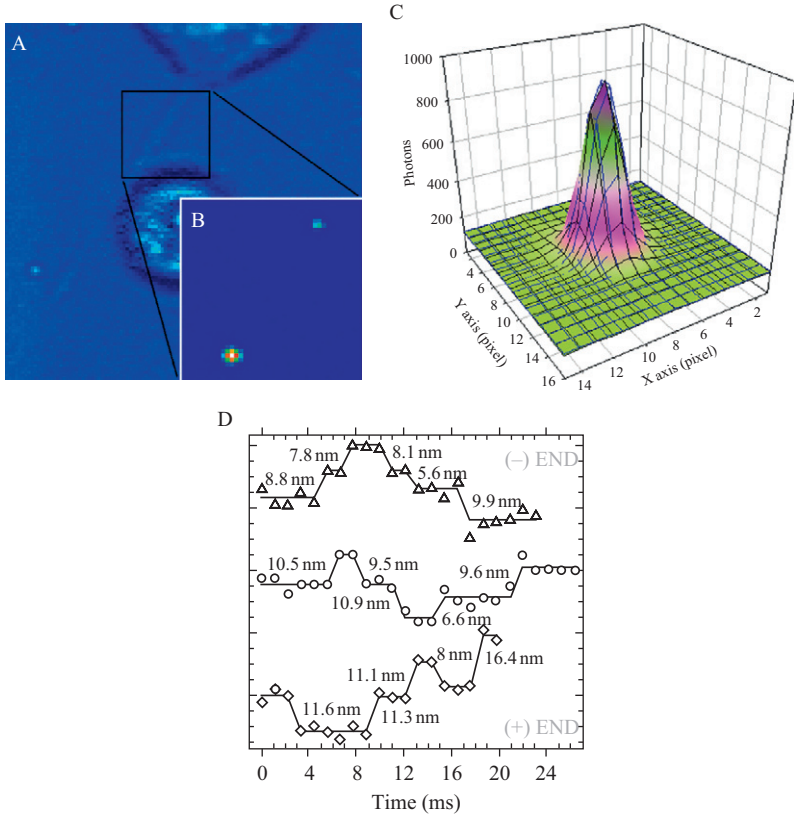 A
B
C
1000
800
600
400
200
0
Photons
4
6
8
10
12
14
16
Y axis (pixel)
14
12
10
8
6
4
2
X axis (pixel)
D
7.8 nm
8.1 nm
(–) END
8.8 nm
5.6 nm
9.9 nm
10.5 nm
9.5 nm
9.6 nm
10.9 nm
6.6 nm
11.1 nm
8 nm
16.4 nm
11.6 nm
11.3 nm
(+) END
0
4
8
12
16
20
24
Time (ms)